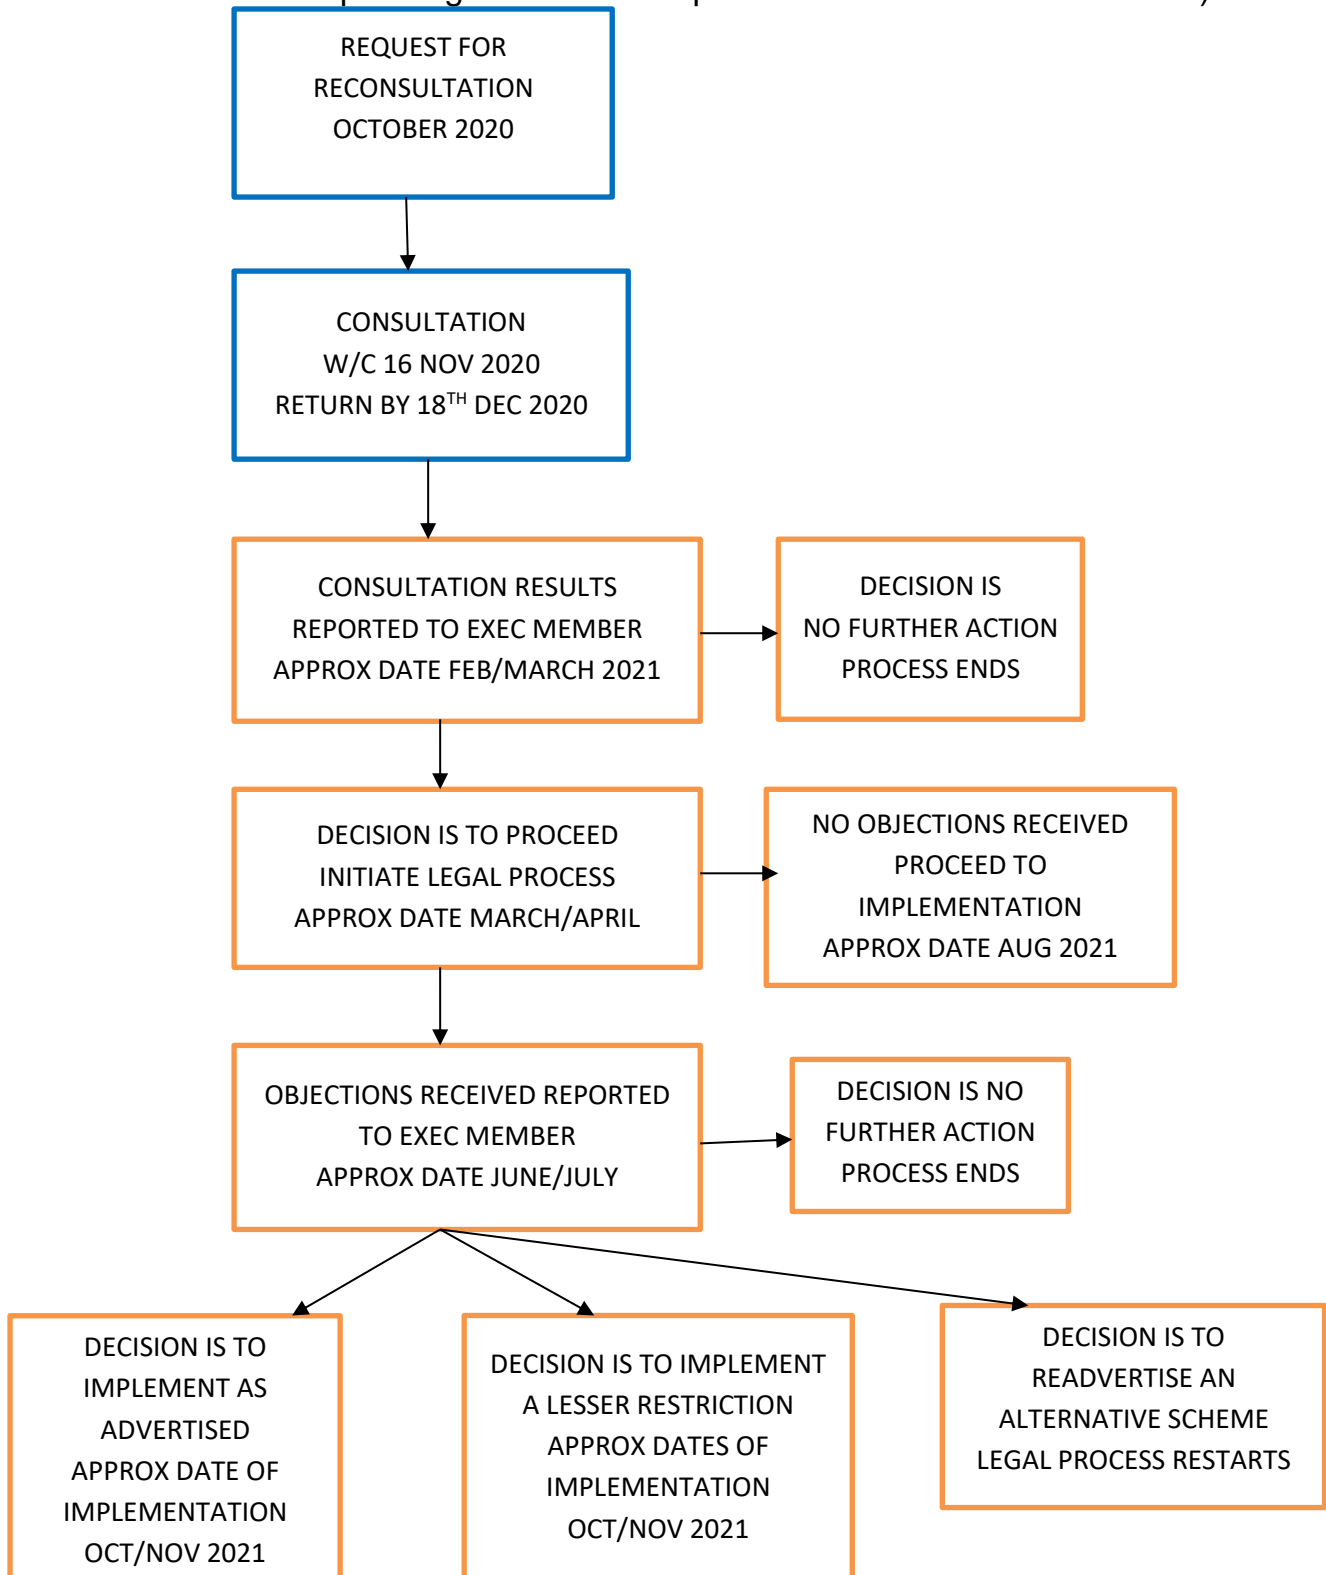 REQUEST FOR
RECONSULTATION
OCTOBER 2020
CONSULTATION
W/C 16 NOV 2020
RETURN BY 18TH DEC 2020
CONSULTATION RESULTS
REPORTED TO EXEC MEMBER
APPROX DATE FEB/MARCH 2021
DECISION IS
NO FURTHER ACTION
PROCESS ENDS
DECISION IS TO PROCEED
INITIATE LEGAL PROCESS
APPROX DATE MARCH/APRIL
NO OBJECTIONS RECEIVED
PROCEED TO
IMPLEMENTATION
APPROX DATE AUG 2021
OBJECTIONS RECEIVED REPORTED
TO EXEC MEMBER
APPROX DATE JUNE/JULY
DECISION IS NO
FURTHER ACTION
PROCESS ENDS
DECISION IS TO
IMPLEMENT AS
ADVERTISED
APPROX DATE OF
IMPLEMENTATION
OCT/NOV 2021
DECISION IS TO IMPLEMENT
A LESSER RESTRICTION
APPROX DATES OF
IMPLEMENTATION
OCT/NOV 2021
DECISION IS TO
READVERTISE AN
ALTERNATIVE SCHEME
LEGAL PROCESS RESTARTS